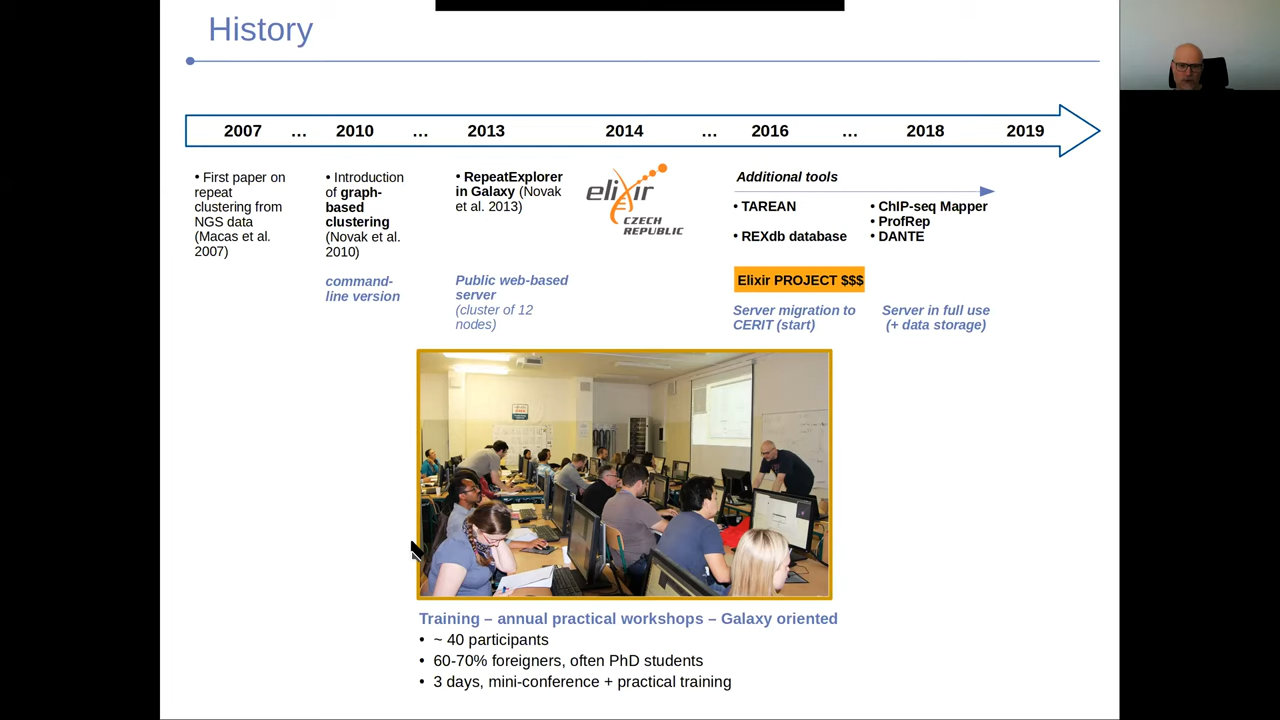 History
2007 … 2010 … 2013 2014 … 2016 … 2018 2019
• First paper on
repeat
clustering from
NGS data
(Macas et al.
2007)
• Introduction
of graph-
based
clustering
(Novak et al.
2010)
command-
line version
• RepeatExplorer
in Galaxy (Novak
et al. 2013)
Public web-based
server
(cluster of 12
nodes)
elixir
CZECH
REPUBLIC
Additional tools
• TAREAN
• REXdb database
• ChIP-seq Mapper
• ProfRep
• DANTE
Elixir PROJECT $$$
Server migration to
CERIT (start)
Server in full use
(+ data storage)
Training – annual practical workshops – Galaxy oriented
• ~ 40 participants
• 60-70% foreigners, often PhD students
• 3 days, mini-conference + practical training